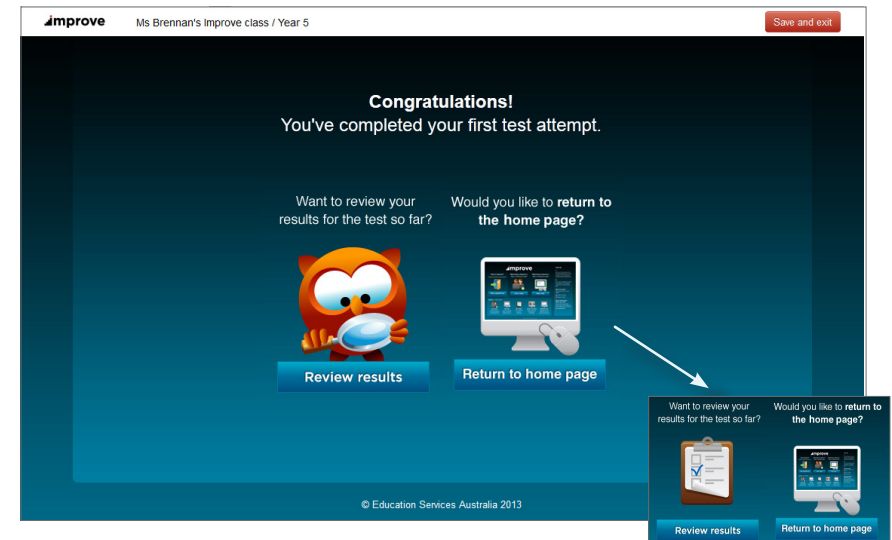 improve
Ms Brennan's Improve class / Year 5
Save and exit
Congratulations!
You've completed your first test attempt.
Want to review your
results for the test so far?
Would you like to return to
the home page?
improve
Review results
Return to home page
Want to review your
results for the test so far?
Would you like to return to
the home page?
improve
Review results
Return to home page
© Education Services Australia 2013